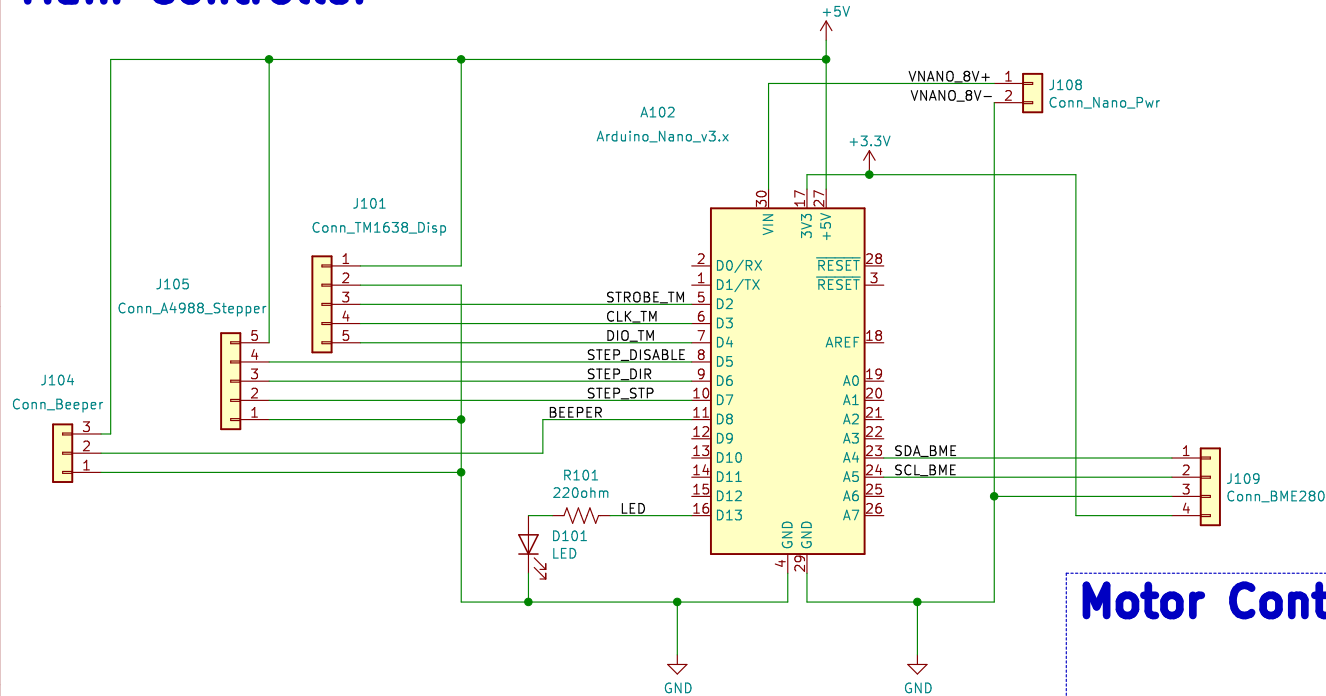 Main Controller
+5V
VNANO_8V+ 1
VNANO_8V- 2
J108
Conn_Nano_Pwr
A102
Arduino_Nano_v3.x
+3.3V
30 17 27
VIN 3V3 +5V
J101
Conn_TM1638_Disp
1
2
3
4
5
J105
Conn_A4988_Stepper
5
4
3
2
1
J104
Conn_Beeper
3
2
1
2 D0/RX
1 D1/TX
STROBE_TM 5 D2
CLK_TM 6 D3
DIO_TM 7 D4
STEP_DISABLE 8 D5
STEP_DIR 9 D6
STEP_STP 10 D7
BEEPER 11 D8
12 D9
13 D10
14 D11
15 D12
LED 16 D13
RESET 28
RESET 3
AREF 18
A0 19
A1 20
A2 21
A3 22
A4 23 SDA_BME
A5 24 SCL_BME
A6 25
A7 26
1
2
3
4
J109
Conn_BME280
R101
220ohm
D101
LED
GND GND
4 29
GND
GND
Motor Cont